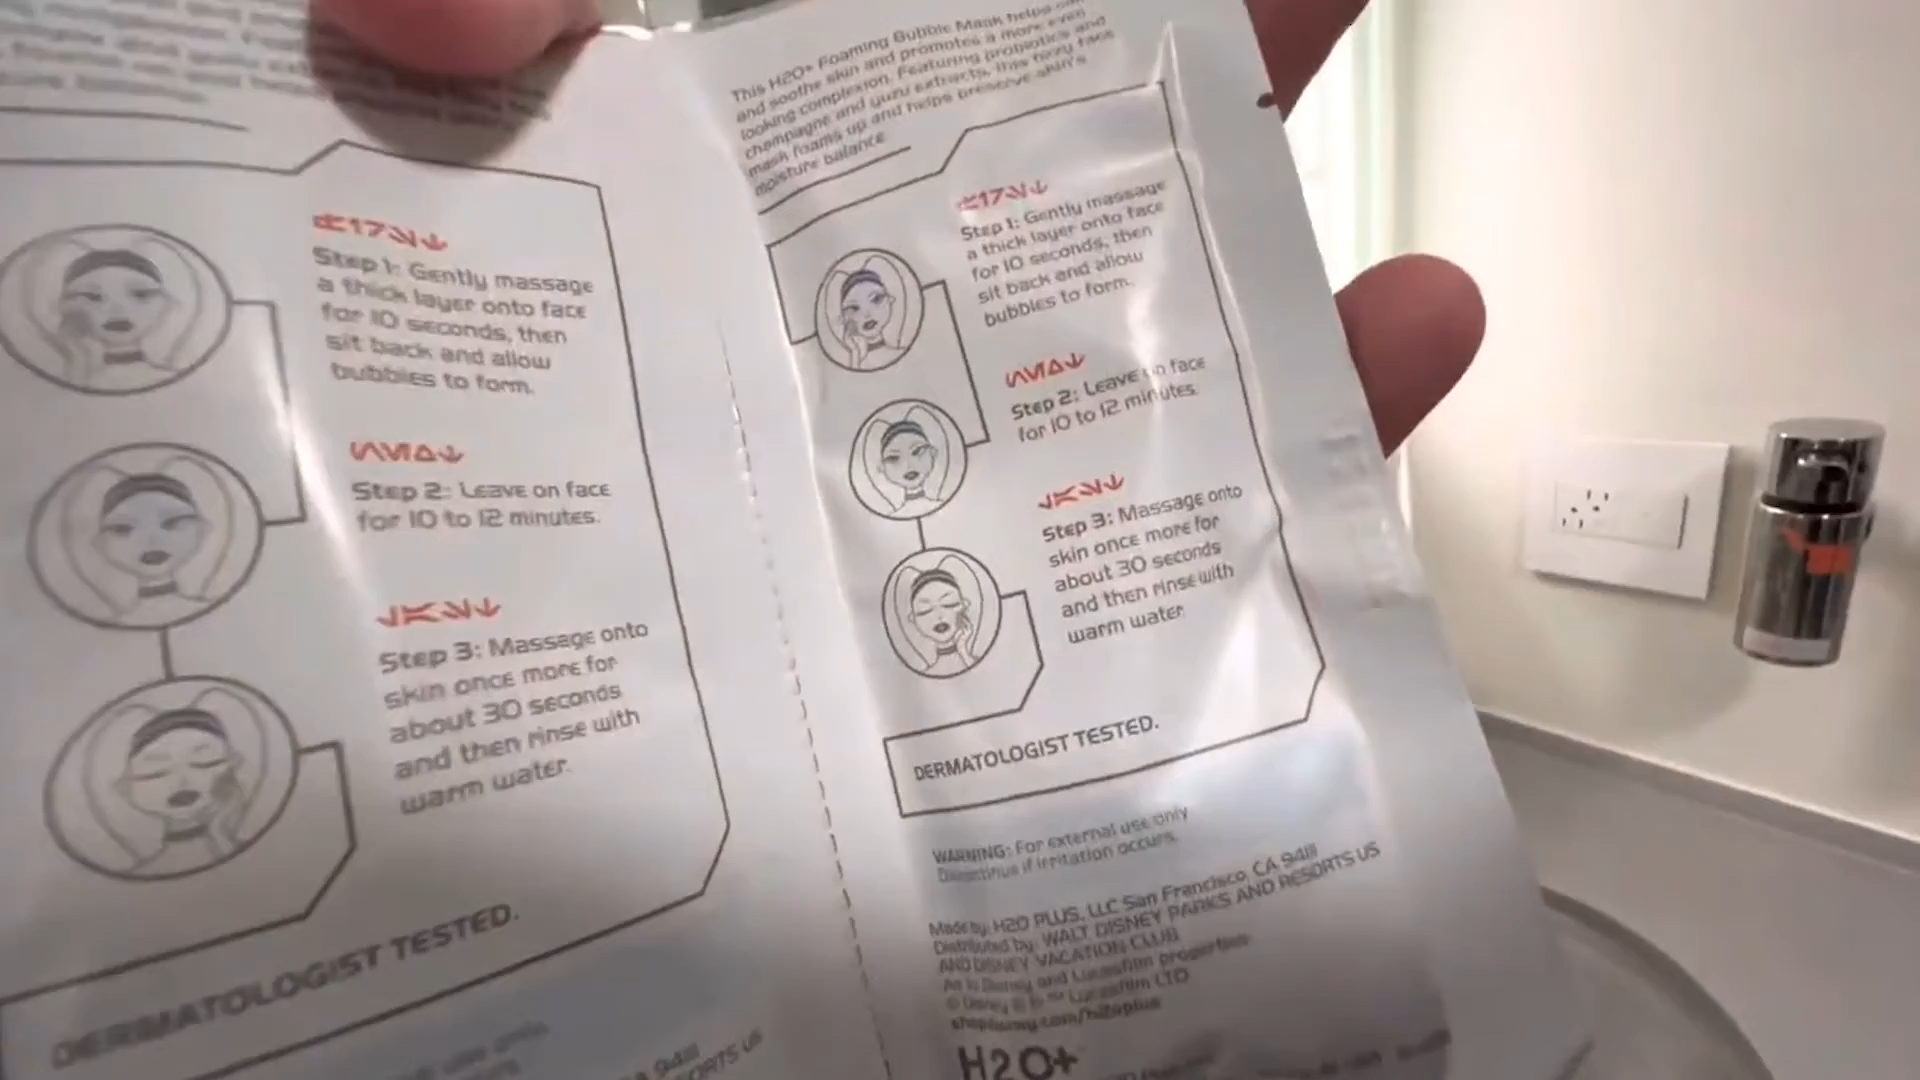 Step 1: Gently massage
a thick layer onto face
for 10 seconds, then
sit back and allow
bubbles to form.
Step 2: Leave on face
for 10 to 12 minutes.
Step 3: Massage onto
skin once more for
about 30 seconds
and then rinse with
warm water.
DERMATOLOGIST TESTED.
This H2O+ Foaming Bubble Mask helps
and soothe skin and promotes a more even
looking complexion. Featuring probiotics and
champagne and yuzu extracts, this fizzy face
mask foams up and helps preserve skin's
moisture balance
Step 1: Gently massage
a thick layer onto face
for 10 seconds, then
sit back and allow
bubbles to form.
Step 2: Leave on face
for 10 to 12 minutes.
Step 3: Massage onto
skin once more for
about 30 seconds
and then rinse with
warm water.
DERMATOLOGIST TESTED.
WARNING: For external use only
if irritation occurs.
Made by: H2O PLUS, LLC San Francisco, CA 94111
Distributed by: WALT DISNEY PARKS AND RESORTS US
AND DISNEY VACATION CLUB
Disney and Lucasfilm properties
© Disney © & ™ Lucasfilm LTD
H2O+
94111